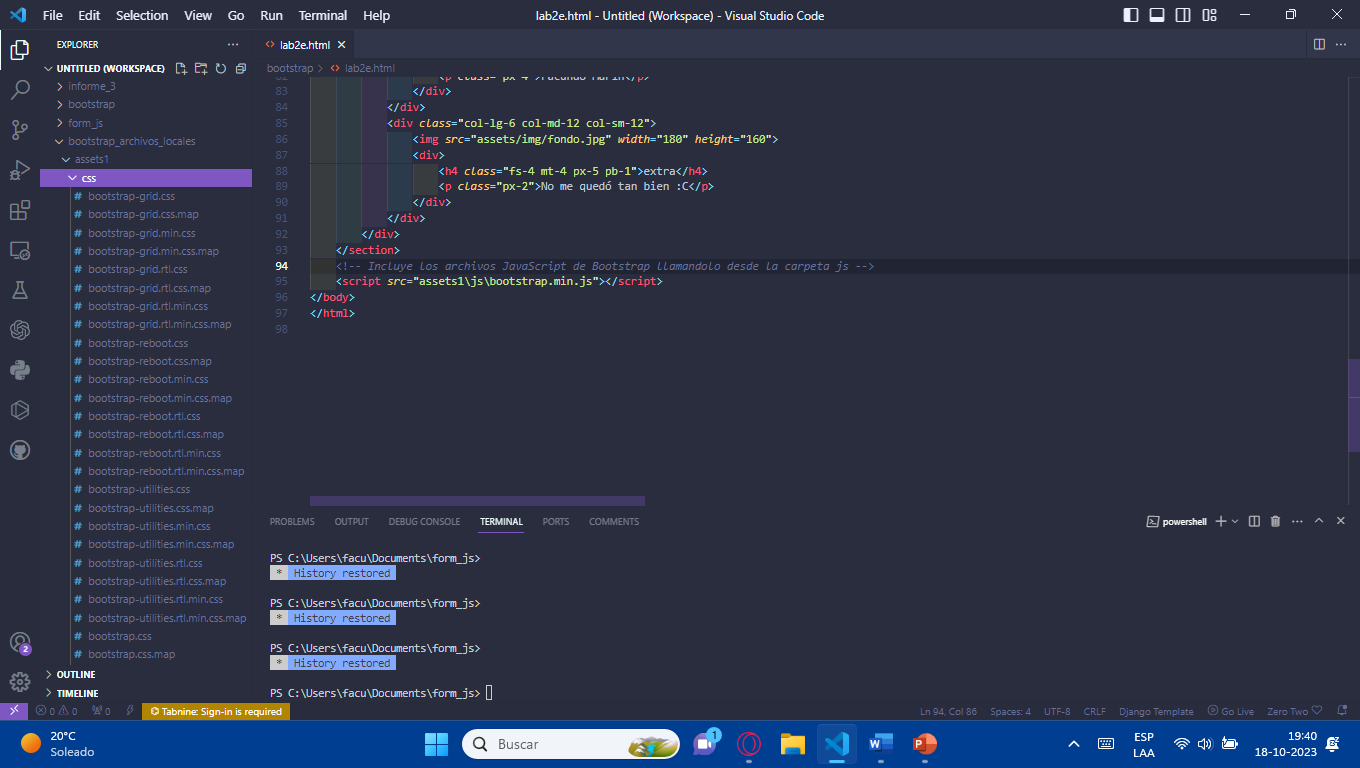 File Edit Selection View Go Run Terminal Help
lab2e.html - Untitled (Workspace) - Visual Studio Code
EXPLORER
UNTITLED (WORKSPACE)
informe_3
bootstrap
form_js
bootstrap_archivos_locales
assets1
css
# bootstrap-grid.css
# bootstrap-grid.css.map
# bootstrap-grid.min.css
# bootstrap-grid.min.css.map
# bootstrap-grid.rtl.css
# bootstrap-grid.rtl.css.map
# bootstrap-grid.rtl.min.css
# bootstrap-grid.rtl.min.css.map
# bootstrap-reboot.css
# bootstrap-reboot.css.map
# bootstrap-reboot.min.css
# bootstrap-reboot.min.css.map
# bootstrap-reboot.rtl.css
# bootstrap-reboot.rtl.css.map
# bootstrap-reboot.rtl.min.css
# bootstrap-reboot.rtl.min.css.map
# bootstrap-utilities.css
# bootstrap-utilities.css.map
# bootstrap-utilities.min.css
# bootstrap-utilities.min.css.map
# bootstrap-utilities.rtl.css
# bootstrap-utilities.rtl.css.map
# bootstrap-utilities.rtl.min.css
# bootstrap-utilities.rtl.min.css.map
# bootstrap.css
# bootstrap.css.map
OUTLINE
TIMELINE
<> lab2e.html
bootstrap > <> lab2e.html
82 <p class="px-4">Facundo Marin</p>
83 </div>
84 </div>
85 <div class="col-lg-6 col-md-12 col-sm-12">
86 <img src="assets/img/fondo.jpg" width="180" height="160">
87 <div>
88 <h4 class="fs-4 mt-4 px-5 pb-1">extra</h4>
89 <p class="px-2">No me quedó tan bien :C</p>
90 </div>
91 </div>
92 </div>
93 </section>
94 <!-- Incluye los archivos JavaScript de Bootstrap llamandolo desde la carpeta js -->
95 <script src="assets1\js\bootstrap.min.js"></script>
96 </body>
97 </html>
98
PROBLEMS OUTPUT DEBUG CONSOLE TERMINAL PORTS COMMENTS
powershell
PS C:\Users\facu\Documents\form_js>
* History restored
PS C:\Users\facu\Documents\form_js>
* History restored
PS C:\Users\facu\Documents\form_js>
* History restored
PS C:\Users\facu\Documents\form_js>
2
0 0 0 Tabnine: Sign-in is required
Ln 94, Col 86 Spaces: 4 UTF-8 CRLF Django Template Go Live Zero Two
20°C
Soleado
Buscar
1
ESP
LAA
19:40
18-10-2023